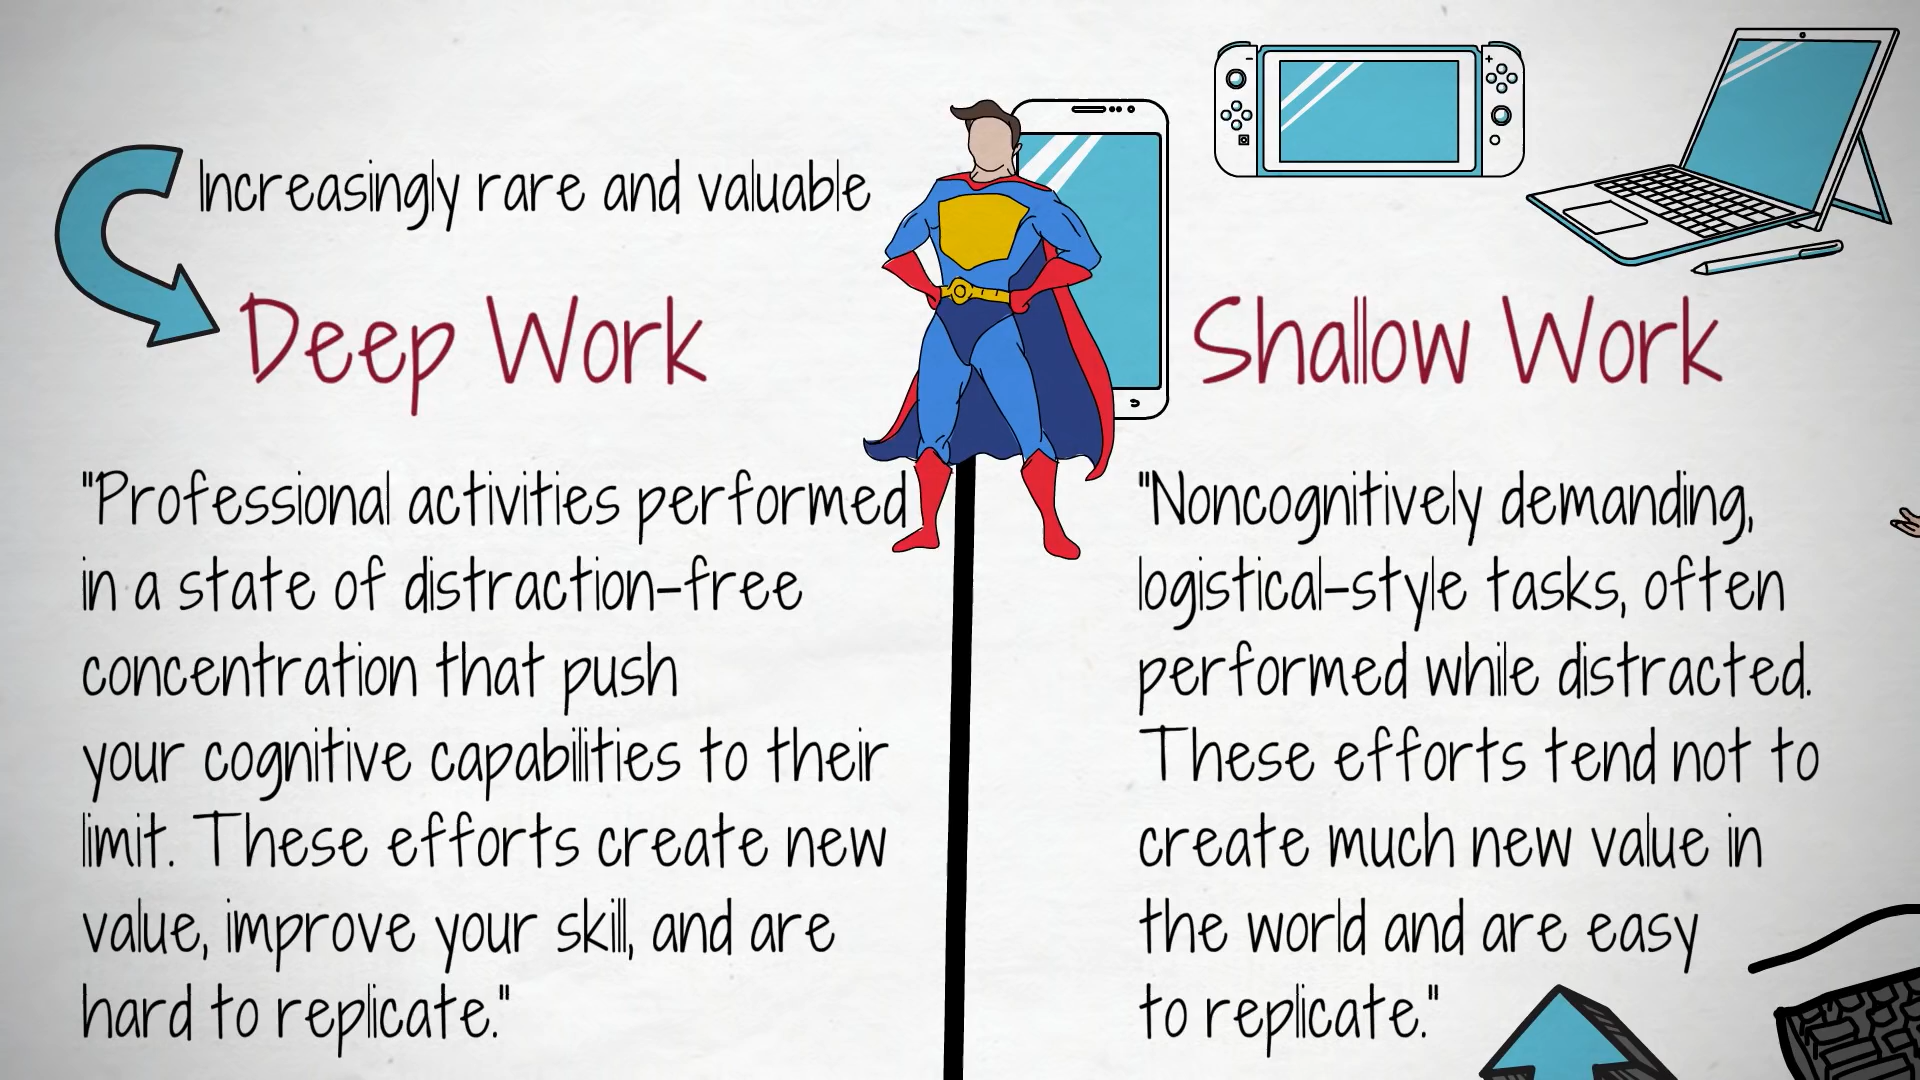 Increasingly rare and valuable
Deep Work
"Professional activities performed
in a state of distraction-free
concentration that push
your cognitive capabilities to their
limit. These efforts create new
value, improve your skill, and are
hard to replicate."
Shallow Work
"Noncognitively demanding,
logistical-style tasks, often
performed while distracted.
These efforts tend not to
create much new value in
the world and are easy
to replicate."